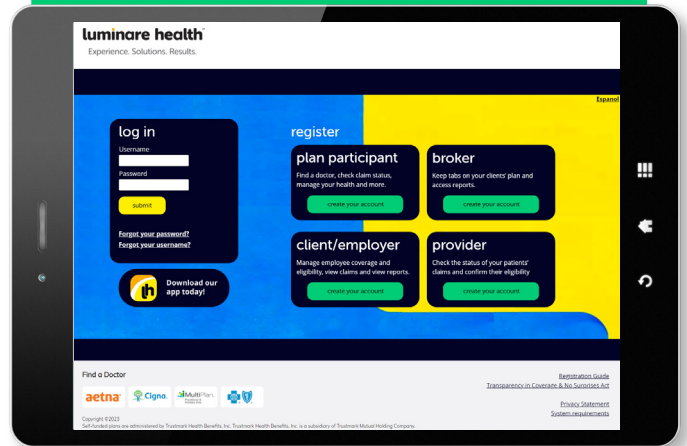 luminare health
Experience. Solutions. Results.
Espanol
log in
Username
Password
submit
Forgot your password?
Forgot your username?
Download our
app today!
register
plan participant
Find a doctor, check claim status,
manage your health and more.
create your account
broker
Keep tabs on your clients' plan and
access reports.
create your account
client/employer
Manage employee coverage and
eligibility, view claims and view reports.
create your account
provider
Check the status of your patients'
claims and confirm their eligibility
create your account
Find a Doctor
aetna
Cigna.
MultiPlan.
Registration Guide
Transparency in Coverage & No Surprises Act
Privacy Statement
System requirements
Copyright ©2023
Self-funded plans are administered by Trustmark Health Benefits, Inc. Trustmark Health Benefits, Inc. is a subsidiary of Trustmark Mutual Holding Company.